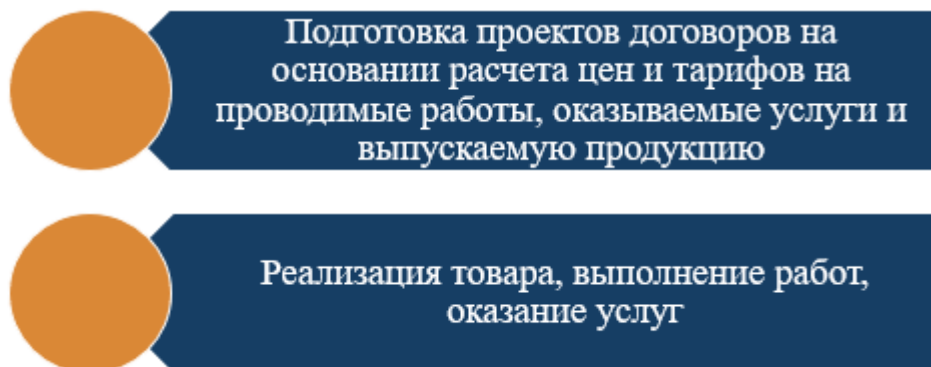 Подготовка проектов договоров на
основании расчета цен и тарифов на
проводимые работы, оказываемые услуги и
выпускаемую продукцию
Реализация товара, выполнение работ,
оказание услуг